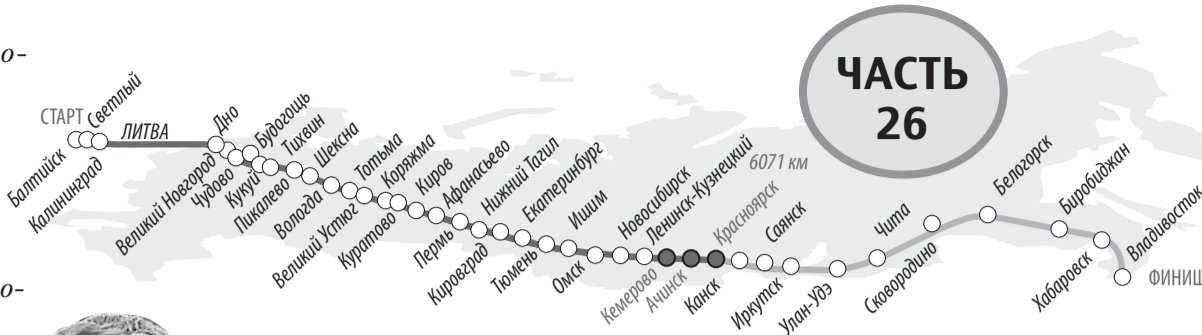 о-
ЧАСТЬ
26
СТАРТ
Балтийск
Светлый
Калининград
ЛИТВА
Дно
Великий Новгород
Чудово
Будогощь
Кукуй
Тихвин
Пикалево
Шексна
Вологда
Тотьма
Великий Устюг
Коряжма
Куратово
Киров
Афанасьево
Пермь
Нижний Тагил
Кировград
Екатеринбург
Тюмень
Ишим
Омск
Новосибирск
Ленинск-Кузнецкий
Кемерово
Ачинск
6071 км
Красноярск
Канск
Саянск
Иркутск
Улан-Удэ
Чита
Сковородино
Белогорск
Биробиджан
Хабаровск
Владивосток
ФИНИШ
о-